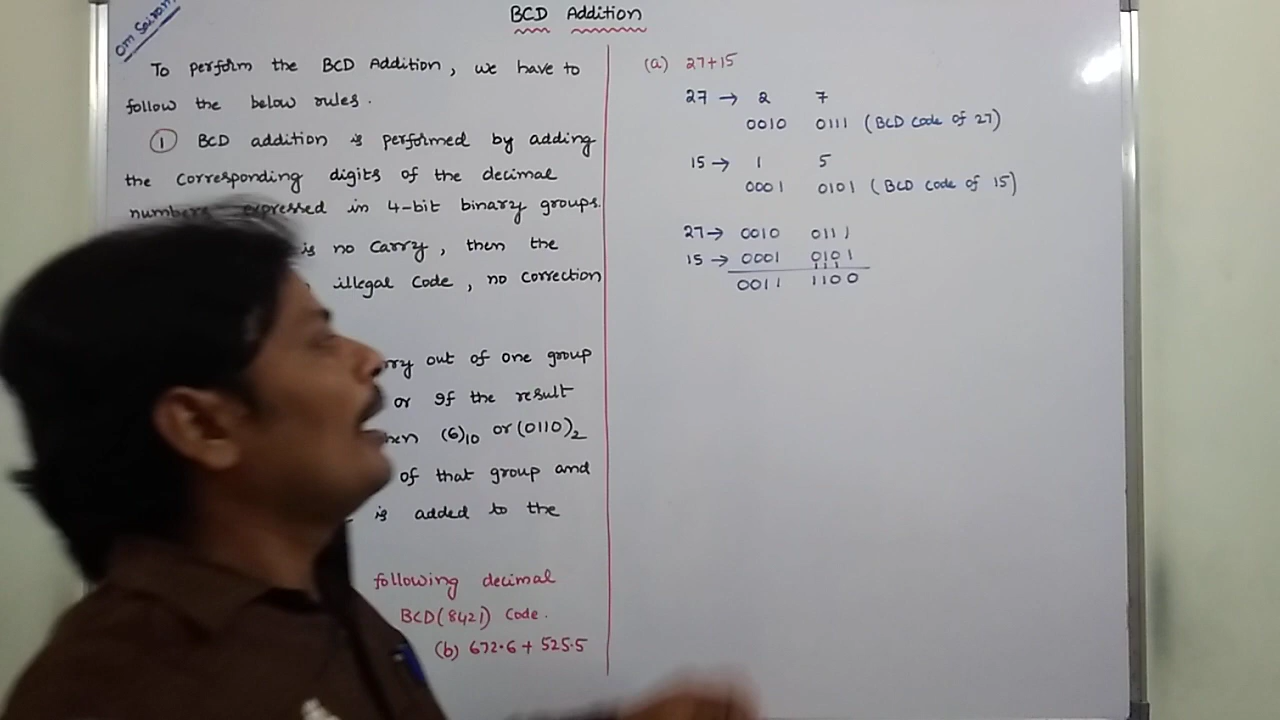 Om Sairam
BCD Addition
To perform the BCD Addition, we have to
follow the below rules.
① BCD addition is performed by adding
the corresponding digits of the decimal
numbers expressed in 4-bit binary groups.
is no carry, then the
illegal code, no correction
out of one group
or If the result
(6)10 or (0110)2
of that group and
is added to the
following decimal
BCD(8421) code.
(b) 672.6 + 525.5
(a) 27+15
27 → 2 7
0010 0111 (BCD code of 27)
15 → 1 5
0001 0101 (BCD code of 15)
27 → 0010 0111
15 → 0001 0101
0011 1100